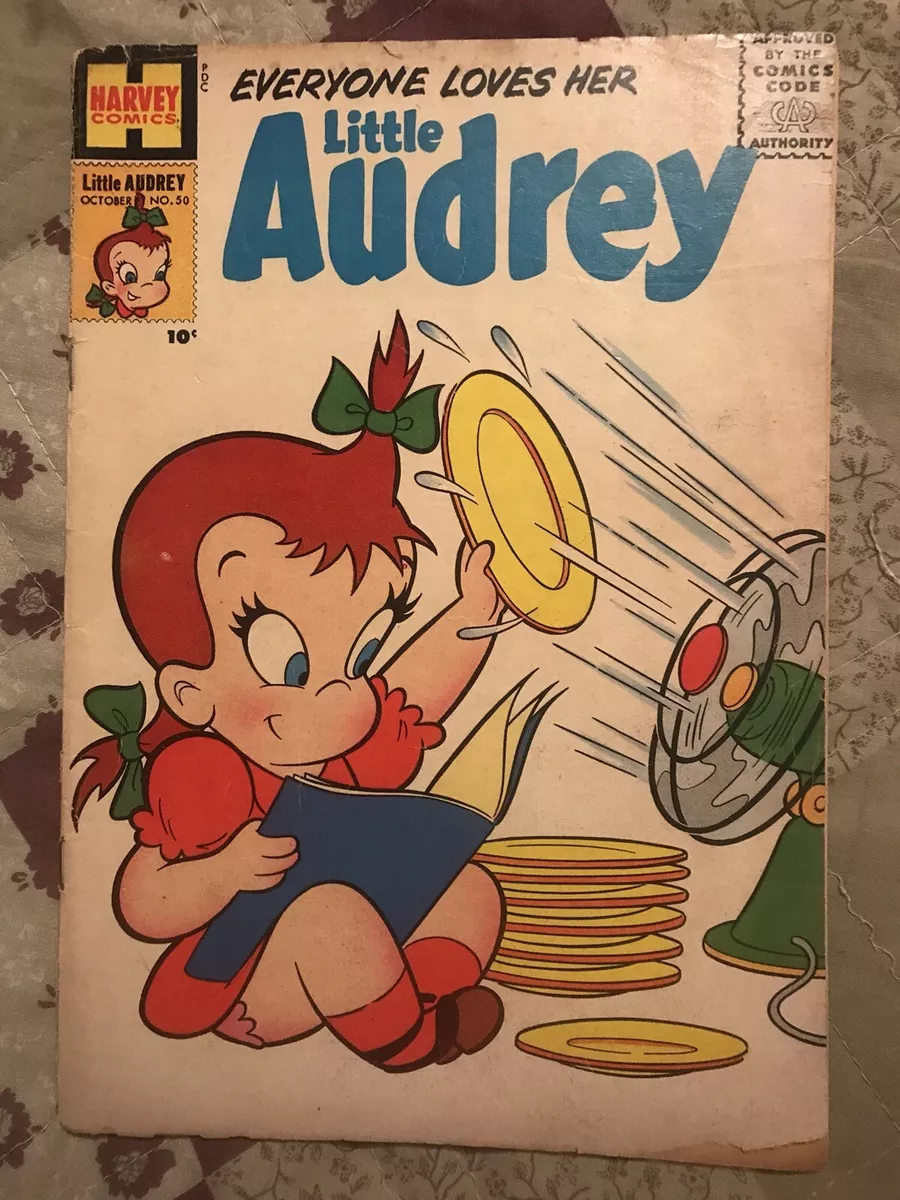 HARVEY
COMICS
PDC
EVERYONE LOVES HER
Little
Audrey
APPROVED
BY THE
COMICS
CODE
CA
AUTHORITY
Little AUDREY
OCTOBER NO. 50
10¢